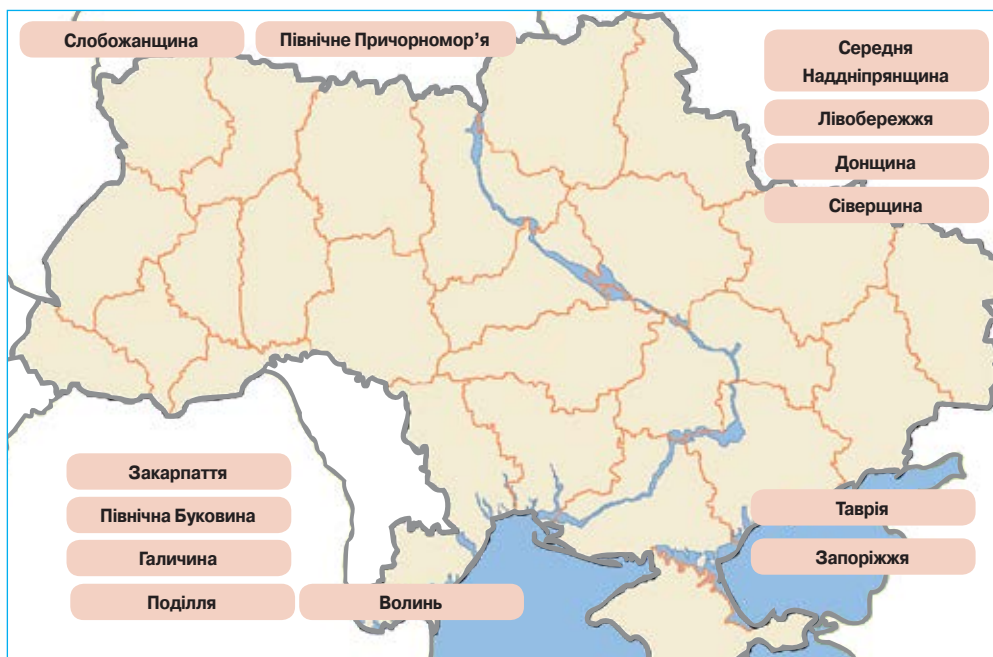 Слобожанщина
Північне Причорномор’я
Середня
Наддніпрянщина
Лівобережжя
Донщина
Сіверщина
Закарпаття
Північна Буковина
Галичина
Поділля
Волинь
Таврія
Запоріжжя